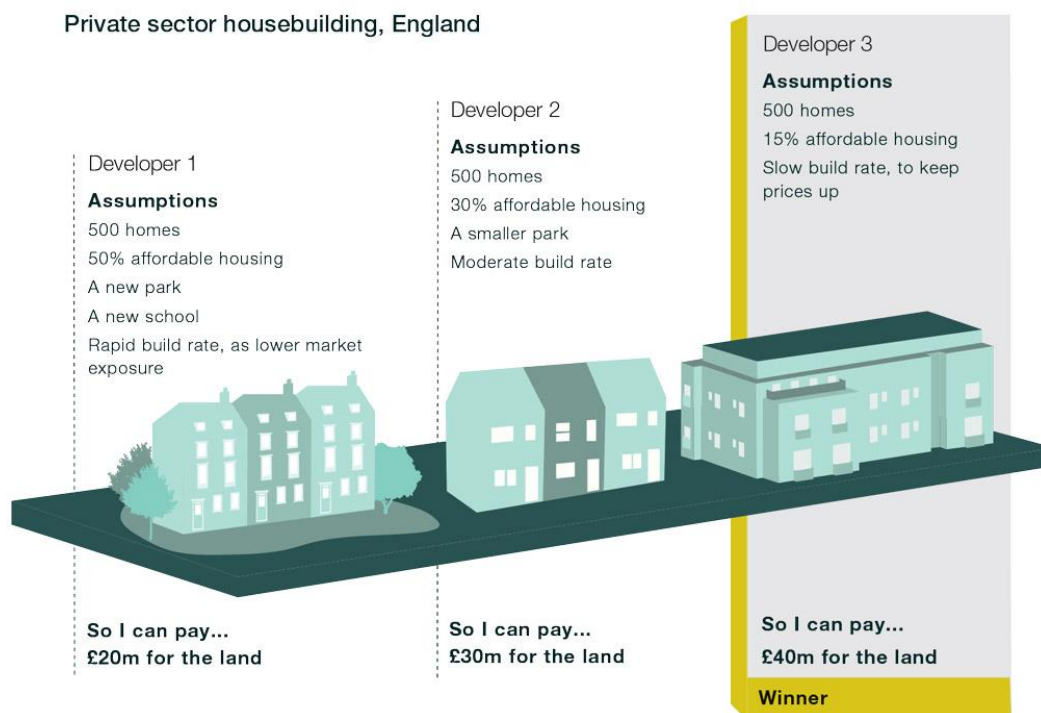 Private sector housebuilding, England
Developer 1
Assumptions
500 homes
50% affordable housing
A new park
A new school
Rapid build rate, as lower market
exposure
So I can pay...
£20m for the land
Developer 2
Assumptions
500 homes
30% affordable housing
A smaller park
Moderate build rate
So I can pay...
£30m for the land
Developer 3
Assumptions
500 homes
15% affordable housing
Slow build rate, to keep
prices up
So I can pay...
£40m for the land
Winner